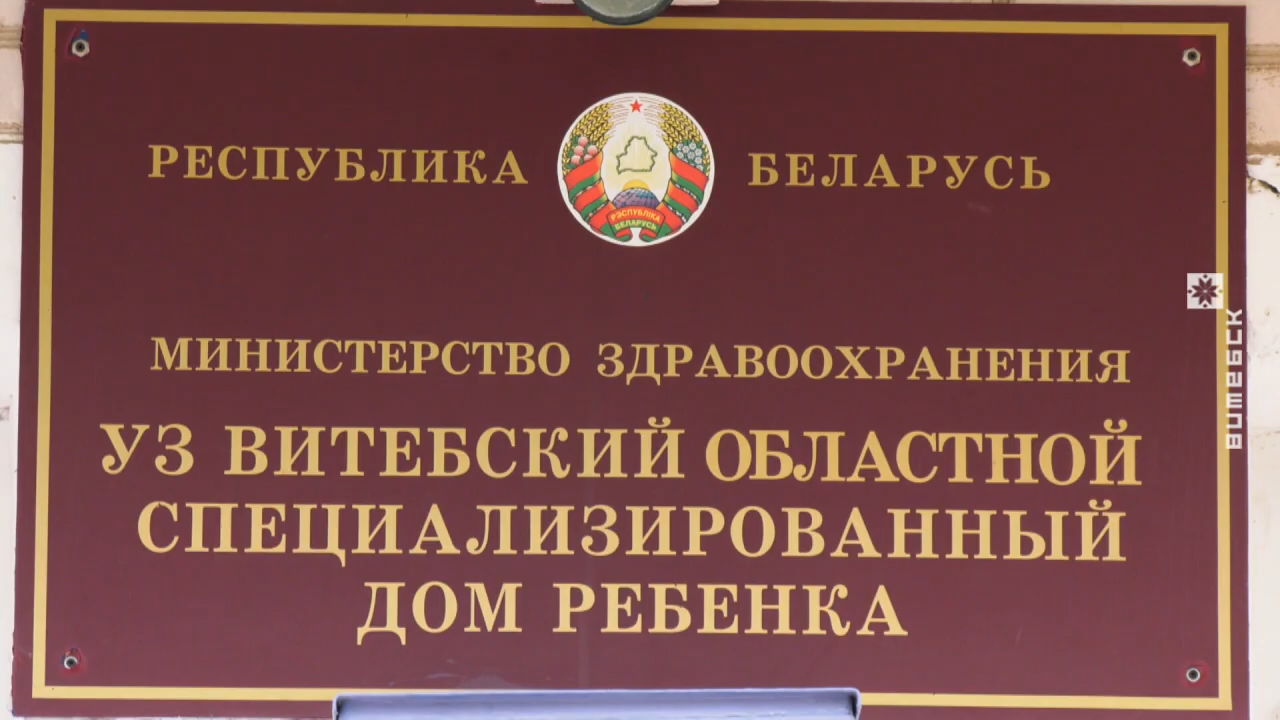 РЕСПУБЛИКА БЕЛАРУСЬ
РЭСПУБЛІКА
БЕЛАРУСЬ
МИНИСТЕРСТВО ЗДРАВООХРАНЕНИЯ
УЗ ВИТЕБСКИЙ ОБЛАСТНОЙ
СПЕЦИАЛИЗИРОВАННЫЙ
ДОМ РЕБЕНКА
витебск